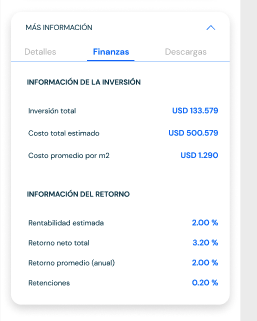 MÁS INFORMACIÓN
Detalles Finanzas Descargas
INFORMACIÓN DE LA INVERSIÓN
Inversión total USD 133.579
Costo total estimado USD 500.579
Costo promedio por m2 USD 1.290
INFORMACIÓN DEL RETORNO
Rentabilidad estimada 2.00 %
Retorno neto total 3.20 %
Retorno promedio (anual) 2.00 %
Retenciones 0.20 %